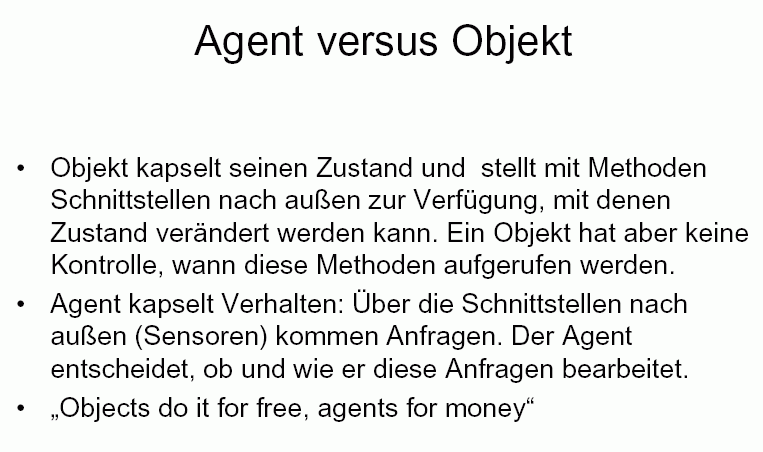 Agent versus Objekt
• Objekt kapselt seinen Zustand und  stellt mit Methoden
Schnittstellen nach außen zur Verfügung, mit denen
Zustand verändert werden kann. Ein Objekt hat aber keine
Kontrolle, wann diese Methoden aufgerufen werden.
• Agent kapselt Verhalten: Über die Schnittstellen nach
außen (Sensoren) kommen Anfragen. Der Agent
entscheidet, ob und wie er diese Anfragen bearbeitet.
• „Objects do it for free, agents for money“